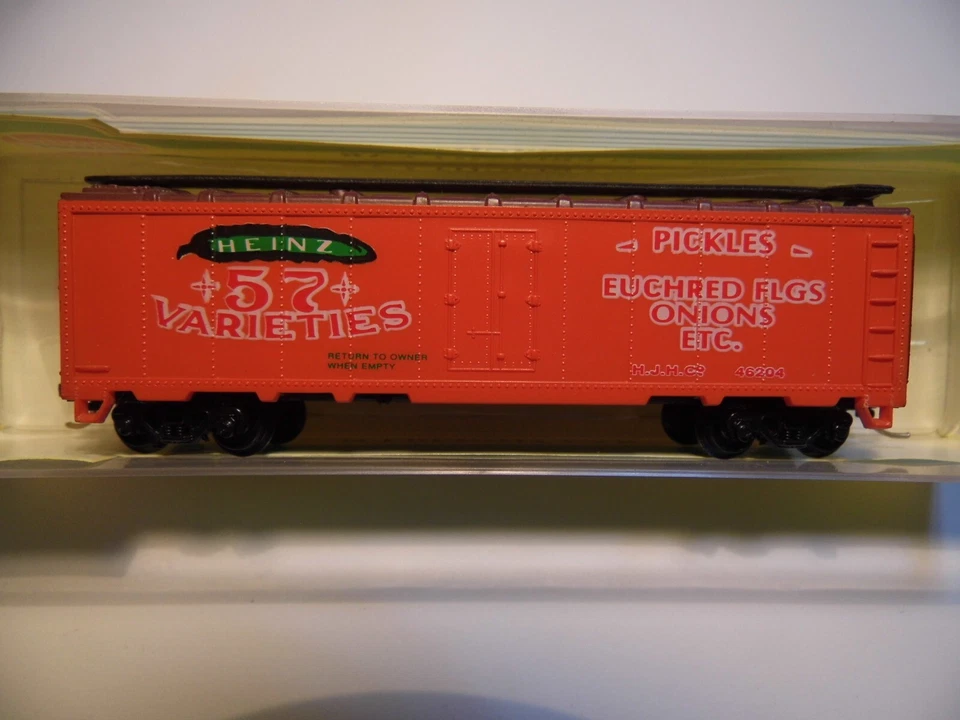 HEINZ
57
VARIETIES
RETURN TO OWNER
WHEN EMPTY
PICKLES
EUCHRED FLGS
ONIONS
ETC.
H.J.H.Co 46204